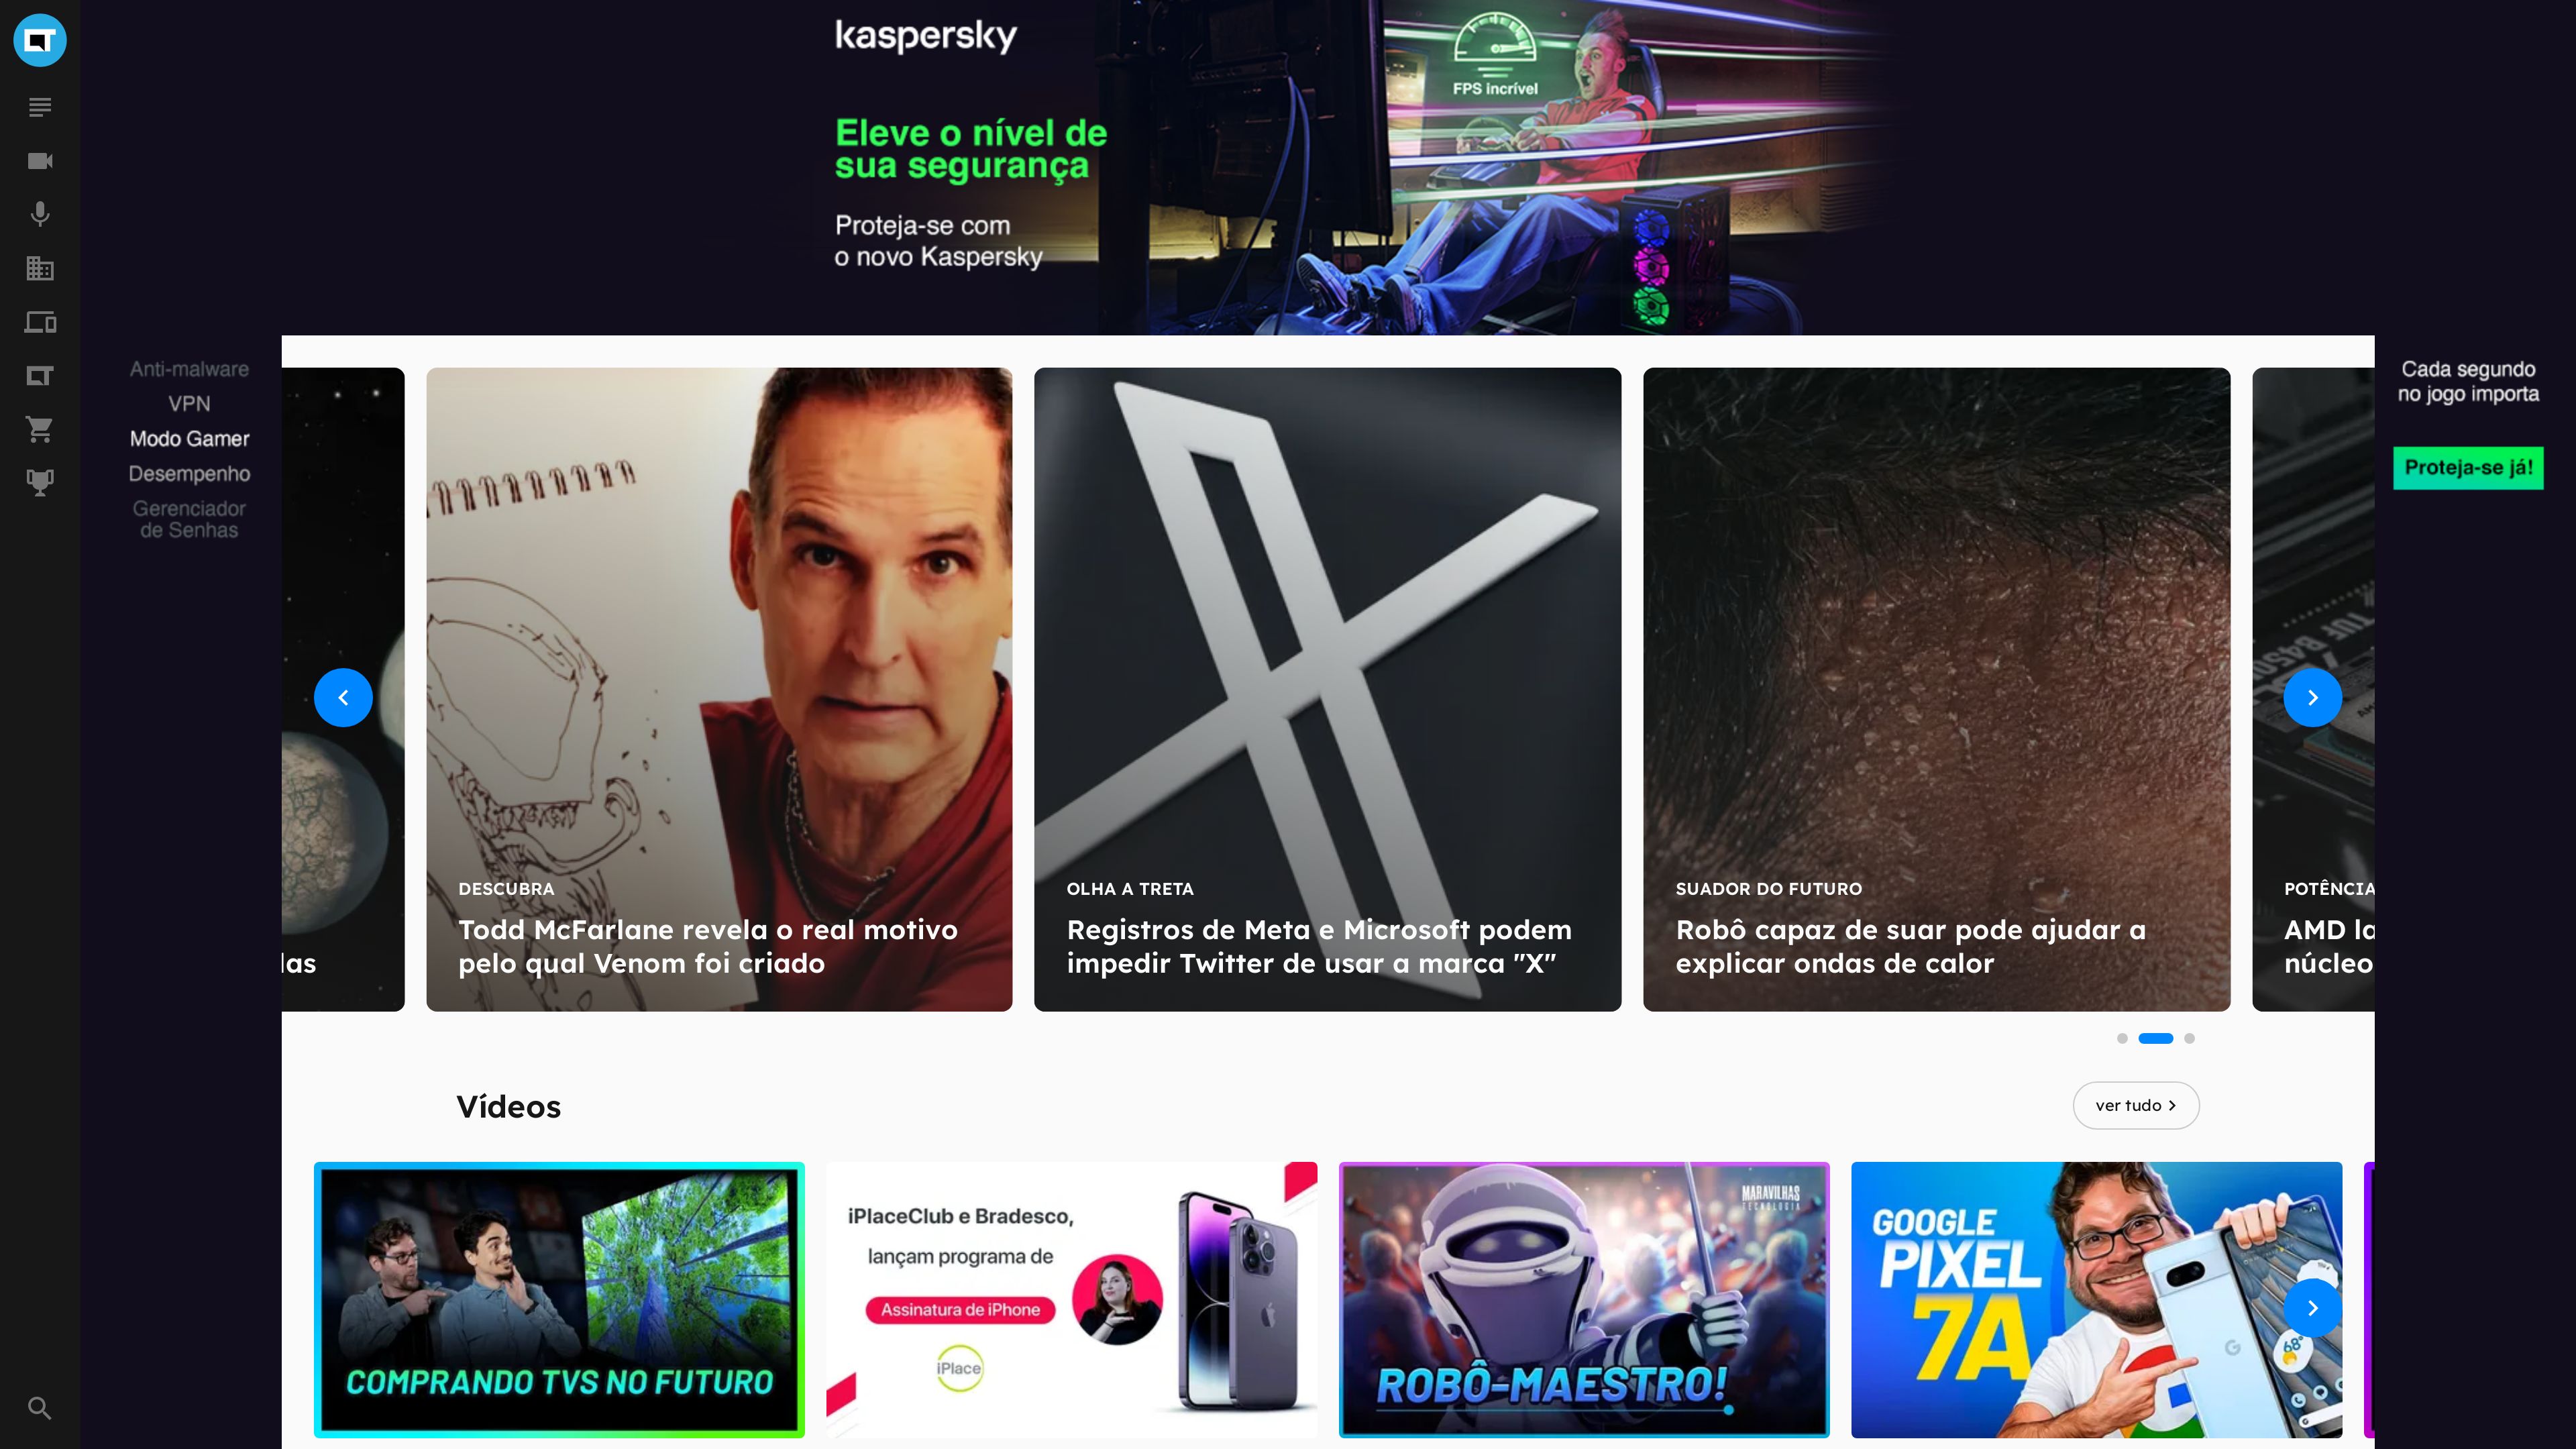 kaspersky
Eleve o nível de
sua segurança
Proteja-se com
o novo Kaspersky
FPS incrível
Anti-malware
VPN
Modo Gamer
Desempenho
Gerenciador
de Senhas
Cada segundo
no jogo importa
Proteja-se já!
las
DESCUBRA
Todd McFarlane revela o real motivo
pelo qual Venom foi criado
OLHA A TRETA
Registros de Meta e Microsoft podem
impedir Twitter de usar a marca "X"
SUADOR DO FUTURO
Robô capaz de suar pode ajudar a
explicar ondas de calor
POTÊNCIA
AMD la
núcleo
Vídeos
ver tudo
COMPRANDO TVS NO FUTURO
iPlaceClub e Bradesco,
lançam programa de
Assinatura de iPhone
iPlace
MARAVILHAS
TECNOLOGIA
ROBÔ-MAESTRO!
GOOGLE
PIXEL
7A
68°